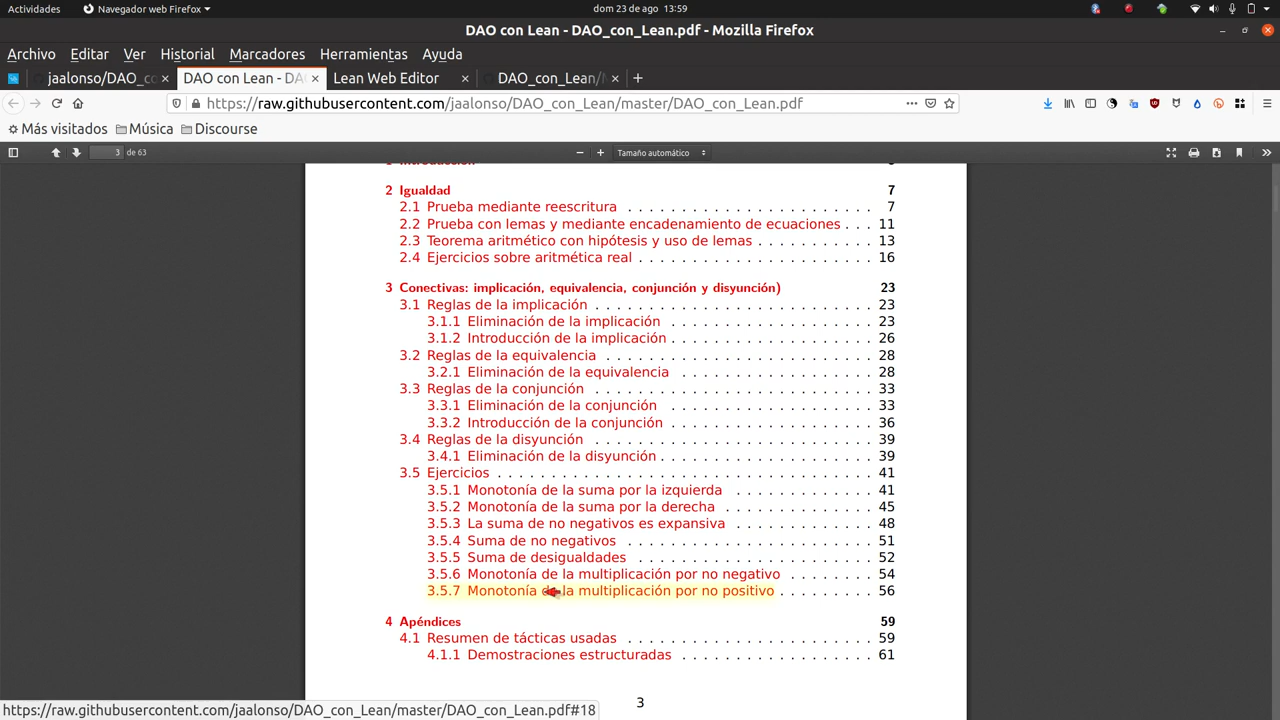 Actividades
Navegador web Firefox
dom 23 de ago 13:59
DAO con Lean - DAO_con_Lean.pdf - Mozilla Firefox
Archivo Editar Ver Historial Marcadores Herramientas Ayuda
jaalonso/DAO_co
DAO con Lean - DA
Lean Web Editor
DAO_con_Lean/M
https://raw.githubusercontent.com/jaalonso/DAO_con_Lean/master/DAO_con_Lean.pdf
Más visitados Música Discourse
3 de 63
Tamaño automático
2 Igualdad 7
2.1 Prueba mediante reescritura . . . . . . . . . . . . . . . . . . . . . . . 7
2.2 Prueba con lemas y mediante encadenamiento de ecuaciones . . . 11
2.3 Teorema aritmético con hipótesis y uso de lemas . . . . . . . . . . . 13
2.4 Ejercicios sobre aritmética real . . . . . . . . . . . . . . . . . . . . . . 16
3 Conectivas: implicación, equivalencia, conjunción y disyunción) 23
3.1 Reglas de la implicación . . . . . . . . . . . . . . . . . . . . . . . . . . 23
3.1.1 Eliminación de la implicación . . . . . . . . . . . . . . . . . . . 23
3.1.2 Introducción de la implicación . . . . . . . . . . . . . . . . . . . 26
3.2 Reglas de la equivalencia . . . . . . . . . . . . . . . . . . . . . . . . . 28
3.2.1 Eliminación de la equivalencia . . . . . . . . . . . . . . . . . . 28
3.3 Reglas de la conjunción . . . . . . . . . . . . . . . . . . . . . . . . . . 33
3.3.1 Eliminación de la conjunción . . . . . . . . . . . . . . . . . . . 33
3.3.2 Introducción de la conjunción . . . . . . . . . . . . . . . . . . . 36
3.4 Reglas de la disyunción . . . . . . . . . . . . . . . . . . . . . . . . . . 39
3.4.1 Eliminación de la disyunción . . . . . . . . . . . . . . . . . . . . 39
3.5 Ejercicios . . . . . . . . . . . . . . . . . . . . . . . . . . . . . . . . . . 41
3.5.1 Monotonía de la suma por la izquierda . . . . . . . . . . . . . 41
3.5.2 Monotonía de la suma por la derecha . . . . . . . . . . . . . . 45
3.5.3 La suma de no negativos es expansiva . . . . . . . . . . . . . 48
3.5.4 Suma de no negativos . . . . . . . . . . . . . . . . . . . . . . 51
3.5.5 Suma de desigualdades . . . . . . . . . . . . . . . . . . . . . . 52
3.5.6 Monotonía de la multiplicación por no negativo . . . . . . . . 54
3.5.7 Monotonía de la multiplicación por no positivo . . . . . . . . . 56
4 Apéndices 59
4.1 Resumen de tácticas usadas . . . . . . . . . . . . . . . . . . . . . . . 59
4.1.1 Demostraciones estructuradas . . . . . . . . . . . . . . . . . . 61
3
https://raw.githubusercontent.com/jaalonso/DAO_con_Lean/master/DAO_con_Lean.pdf#18